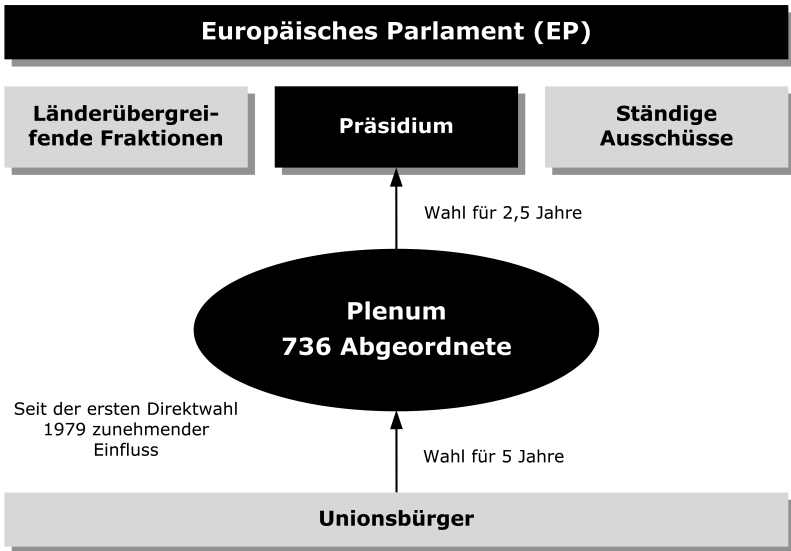 Europäisches Parlament (EP)
Länderübergrei-
fende Fraktionen
Präsidium
Ständige
Ausschüsse
Wahl für 2,5 Jahre
Plenum
736 Abgeordnete
Seit der ersten Direktwahl
1979 zunehmender
Einfluss
Wahl für 5 Jahre
Unionsbürger